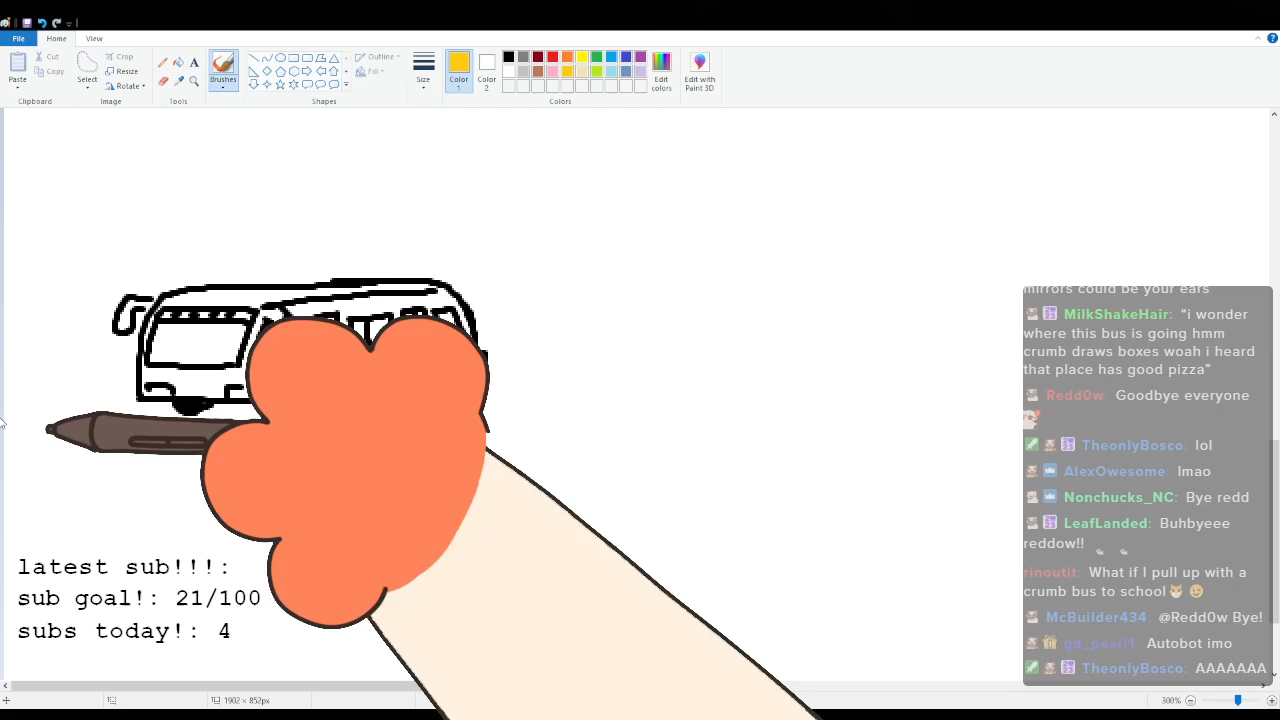 File Home View
Cut
Copy
Paste
Clipboard
Select
Crop
Resize
Rotate
Image
Tools
Brushes
Outline
Fill
Shapes
Size
Color 1
Color 2
Edit colors
Colors
Edit with Paint 3D
mirrors could be your ears
MilkShakeHair: “i wonder
where this bus is going hmm
crumb draws boxes woah i heard
that place has good pizza”
Redd0w: Goodbye everyone
TheonlyBosco: lol
AlexOwesome: lmao
Nonchucks_NC: Bye redd
LeafLanded: Buhbyeee
reddow!!
rinoutit: What if I pull up with a
crumb bus to school
McBuilder434: @Redd0w Bye!
gd_pearl1: Autobot imo
TheonlyBosco: AAAAAAA
latest sub!!!:
sub goal!: 21/100
subs today!: 4
1902 × 852px
300%